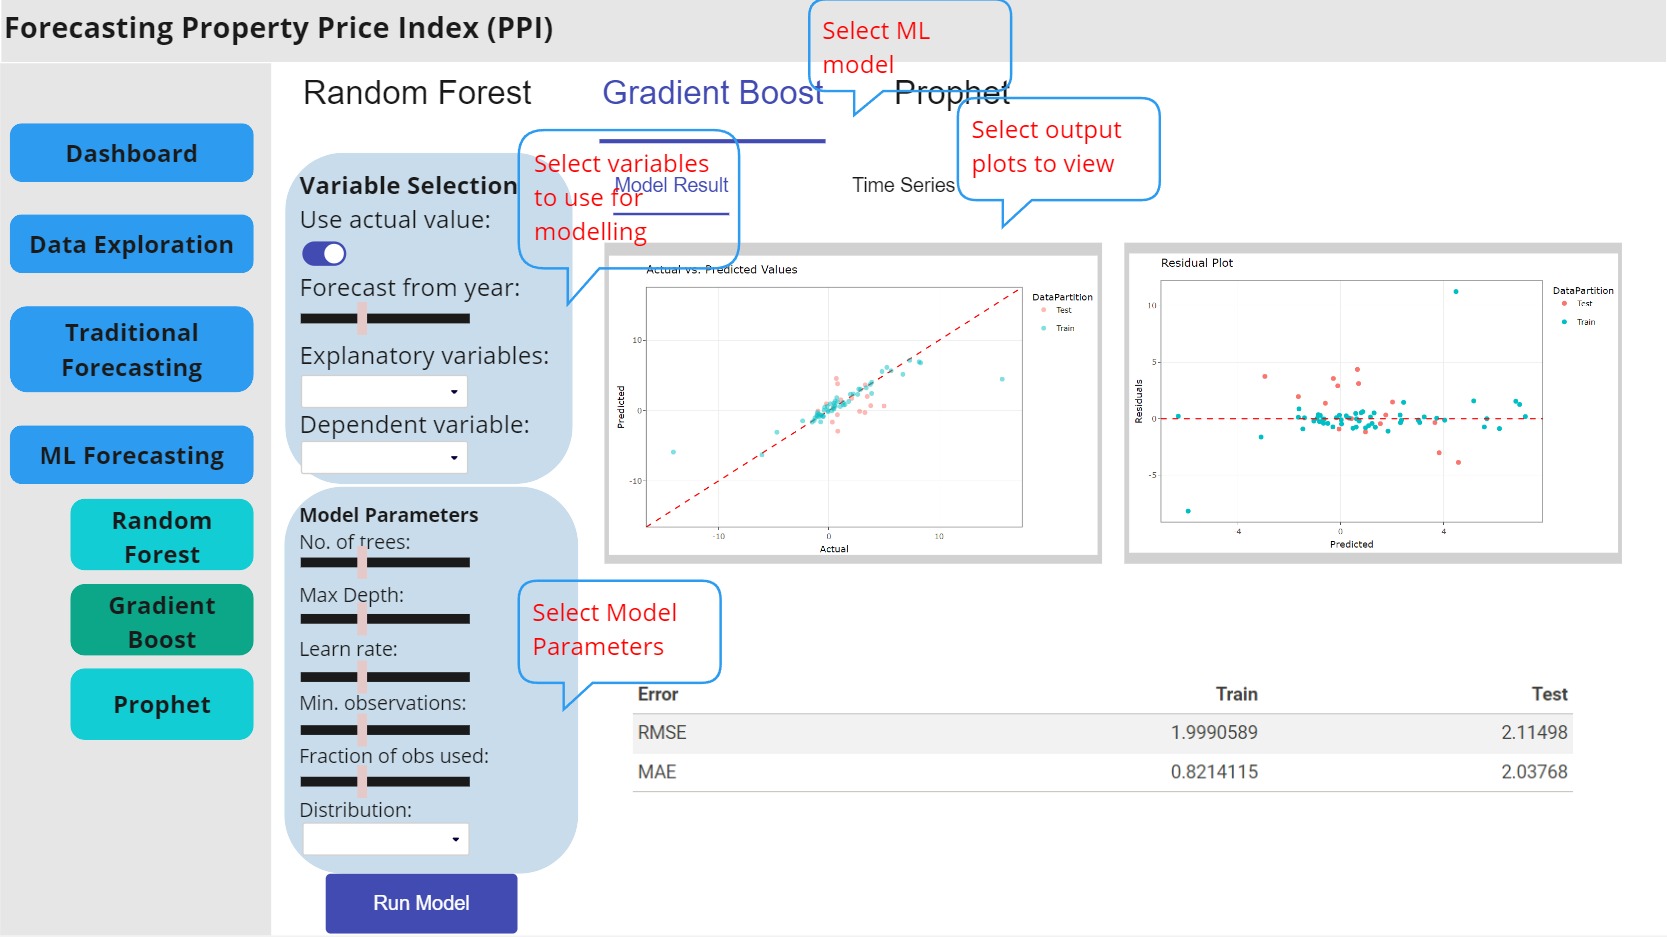 Forecasting Property Price Index (PPI)
Select ML
model
Random Forest
Gradient Boost
Prophet
Select output
plots to view
Dashboard
Data Exploration
Traditional
Forecasting
ML Forecasting
Random
Forest
Gradient
Boost
Prophet
Variable Selection
Use actual value:
Forecast from year:
Explanatory variables:
Dependent variable:
Select variables
to use for
modelling
Model Result
Time Series
Model Parameters
No. of trees:
Max Depth:
Learn rate:
Min. observations:
Fraction of obs used:
Distribution:
Run Model
Select Model
Parameters
Actual vs. Predicted Values
DataPartition
Test
Train
Predicted
10
0
-10
-10 0 10
Actual
Residual Plot
DataPartition
Test
Train
Residuals
10
5
0
-5
4 0 4
Predicted
Error Train Test
RMSE 1.9990589 2.11498
MAE 0.8214115 2.03768